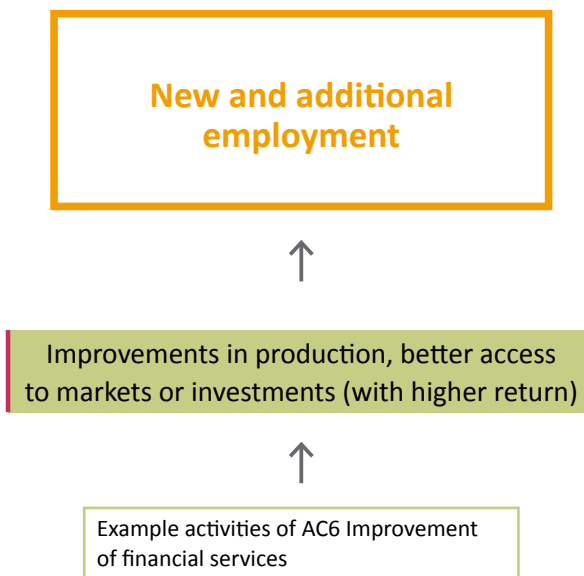 New and additional
employment
Improvements in production, better access
to markets or investments (with higher return)
Example activities of AC6 Improvement
of financial services